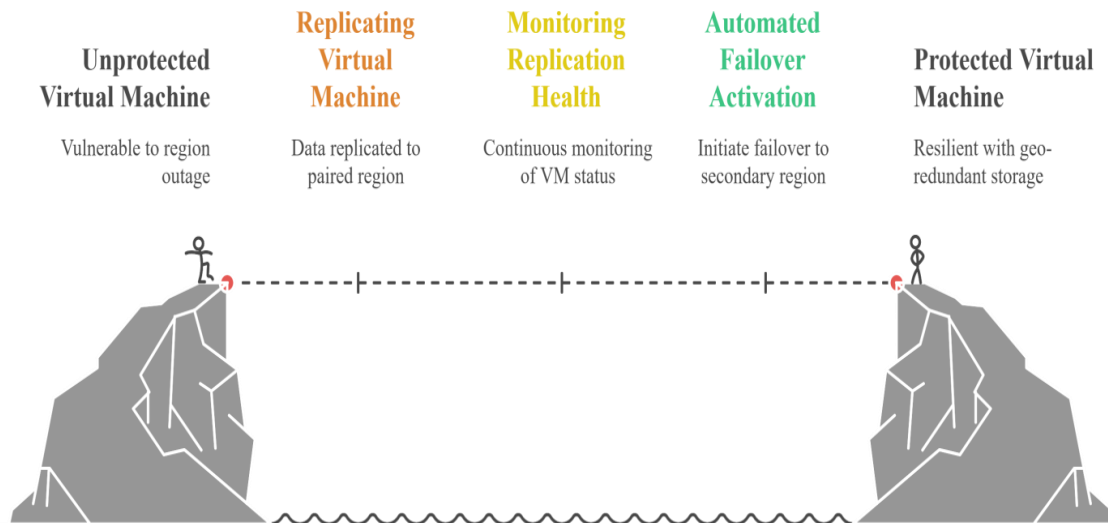 Unprotected
Virtual Machine
Vulnerable to region
outage
Replicating
Virtual
Machine
Data replicated to
paired region
Monitoring
Replication
Health
Continuous monitoring
of VM status
Automated
Failover
Activation
Initiate failover to
secondary region
Protected Virtual
Machine
Resilient with geo-
redundant storage